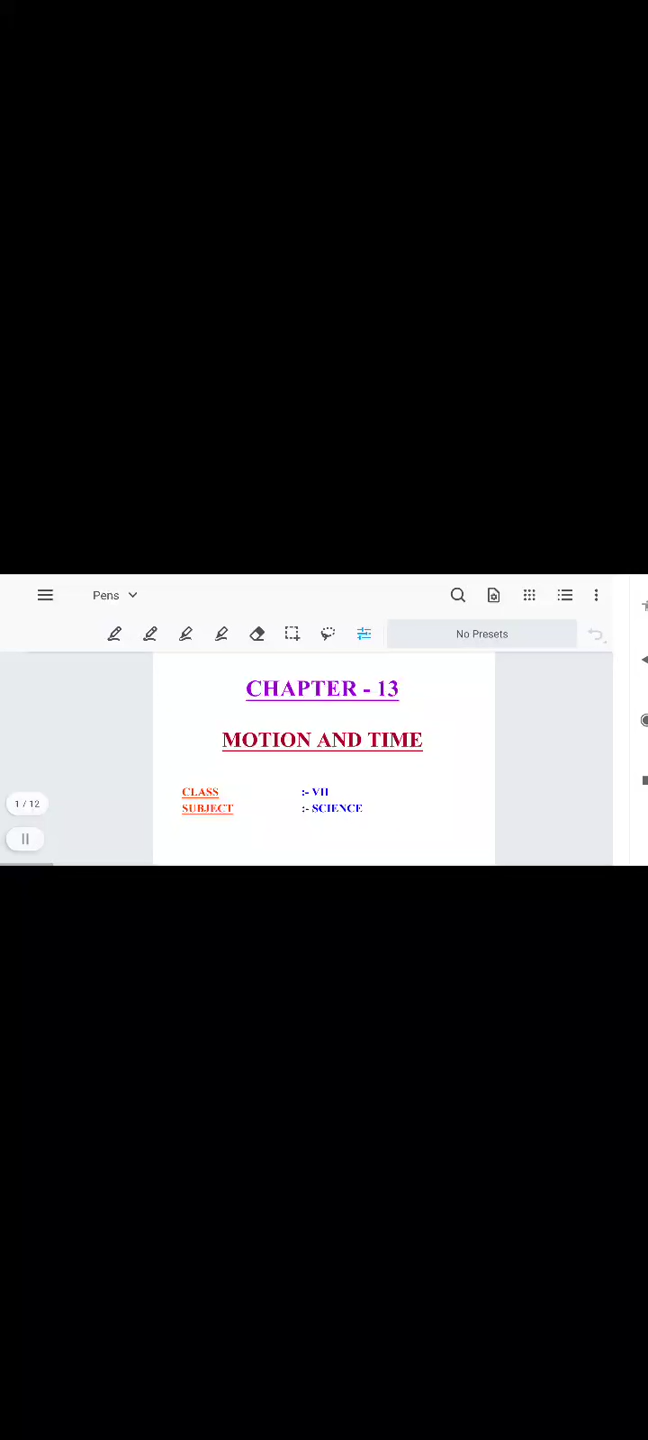 Pens
No Presets
CHAPTER - 13
MOTION AND TIME
CLASS :- VII
SUBJECT :- SCIENCE
1 / 12